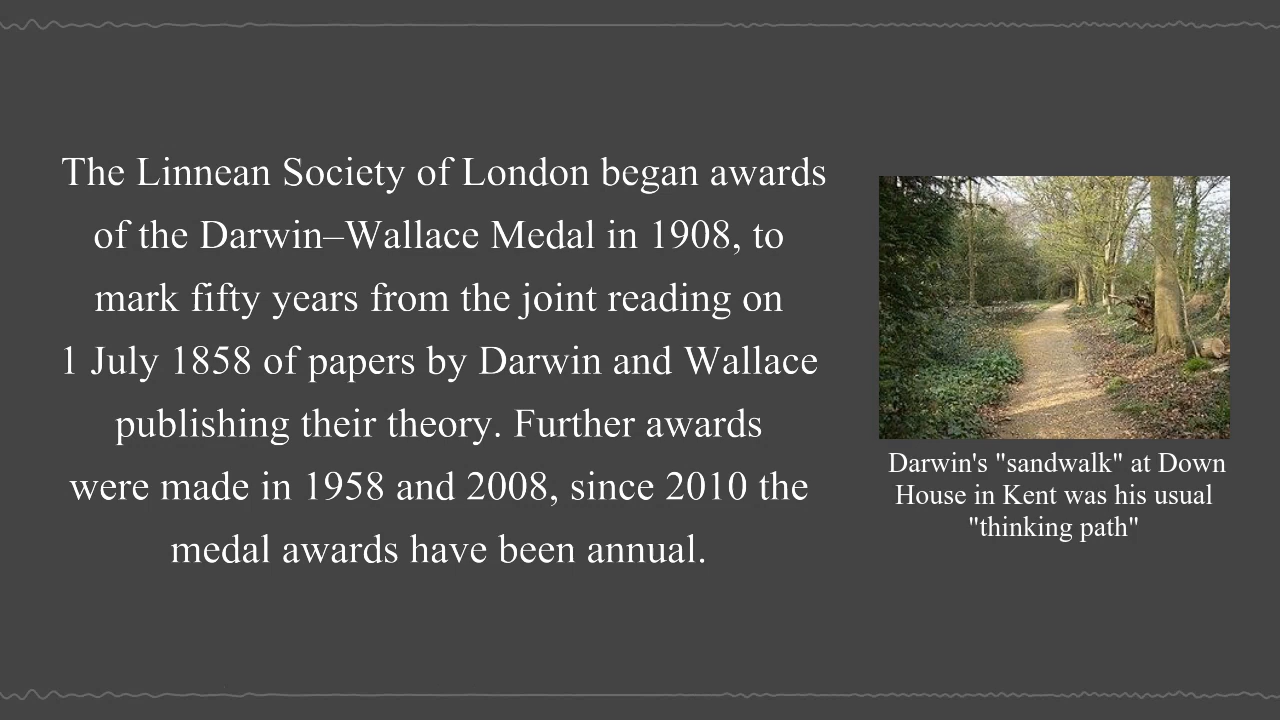 The Linnean Society of London began awards
of the Darwin–Wallace Medal in 1908, to
mark fifty years from the joint reading on
1 July 1858 of papers by Darwin and Wallace
publishing their theory. Further awards
were made in 1958 and 2008, since 2010 the
medal awards have been annual.
Darwin's "sandwalk" at Down
House in Kent was his usual
"thinking path"